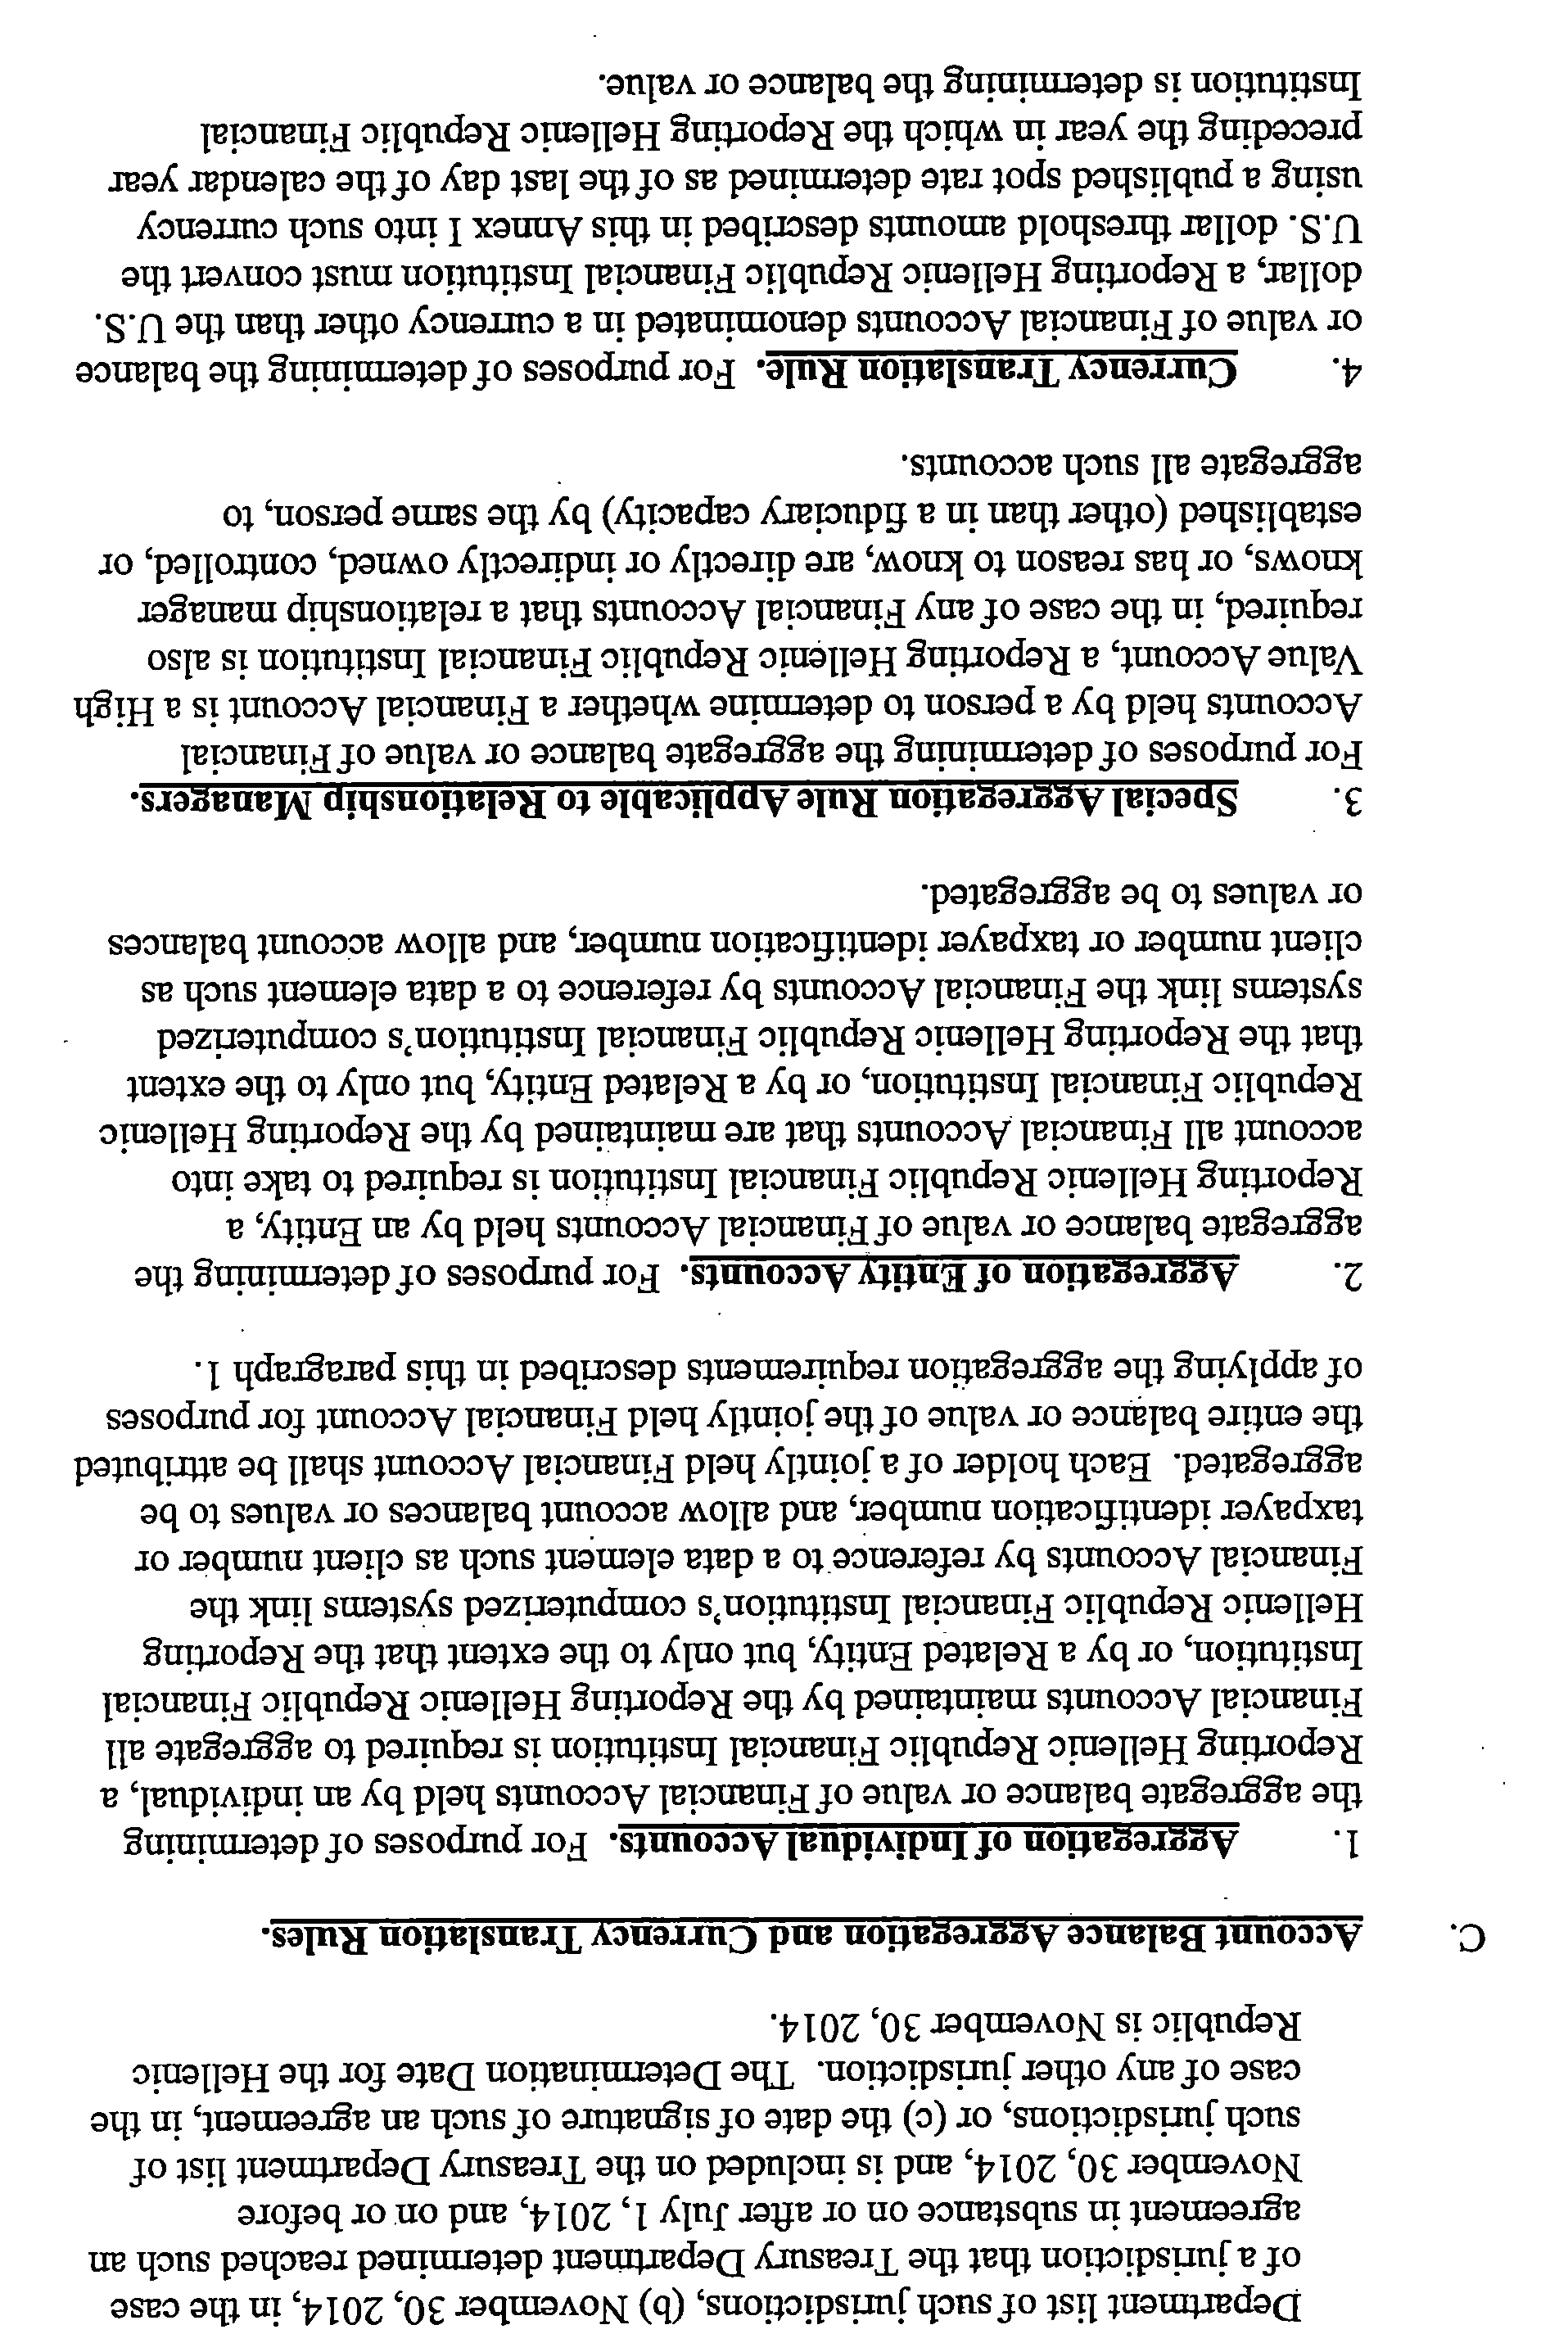 Department list of such jurisdictions, (b) November 30, 2014, in the case
of a jurisdiction that the Treasury Department determined reached such an
agreement in substance on or after July 1, 2014, and on or before
November 30, 2014, and is included on the Treasury Department list of
such jurisdictions, or (c) the date of signature of such an agreement, in the
case of any other jurisdiction. The Determination Date for the Hellenic
Republic is November 30, 2014.
C. Account Balance Aggregation and Currency Translation Rules.
1. Aggregation of Individual Accounts. For purposes of determining
the aggregate balance or value of Financial Accounts held by an individual, a
Reporting Hellenic Republic Financial Institution is required to aggregate all
Financial Accounts maintained by the Reporting Hellenic Republic Financial
Institution, or by a Related Entity, but only to the extent that the Reporting
Hellenic Republic Financial Institution's computerized systems link the
Financial Accounts by reference to a data element such as client number or
taxpayer identification number, and allow account balances or values to be
aggregated. Each holder of a jointly held Financial Account shall be attributed
the entire balance or value of the jointly held Financial Account for purposes
of applying the aggregation requirements described in this paragraph 1.
2. Aggregation of Entity Accounts. For purposes of determining the
aggregate balance or value of Financial Accounts held by an Entity, a
Reporting Hellenic Republic Financial Institution is required to take into
account all Financial Accounts that are maintained by the Reporting Hellenic
Republic Financial Institution, or by a Related Entity, but only to the extent
that the Reporting Hellenic Republic Financial Institution's computerized
systems link the Financial Accounts by reference to a data element such as
client number or taxpayer identification number, and allow account balances
or values to be aggregated.
3. Special Aggregation Rule Applicable to Relationship Managers.
For purposes of determining the aggregate balance or value of Financial
Accounts held by a person to determine whether a Financial Account is a High
Value Account, a Reporting Hellenic Republic Financial Institution is also
required, in the case of any Financial Accounts that a relationship manager
knows, or has reason to know, are directly or indirectly owned, controlled, or
established (other than in a fiduciary capacity) by the same person, to
aggregate all such accounts.
4. Currency Translation Rule. For purposes of determining the balance
or value of Financial Accounts denominated in a currency other than the U.S.
dollar, a Reporting Hellenic Republic Financial Institution must convert the
U.S. dollar threshold amounts described in this Annex I into such currency
using a published spot rate determined as of the last day of the calendar year
preceding the year in which the Reporting Hellenic Republic Financial
Institution is determining the balance or value.